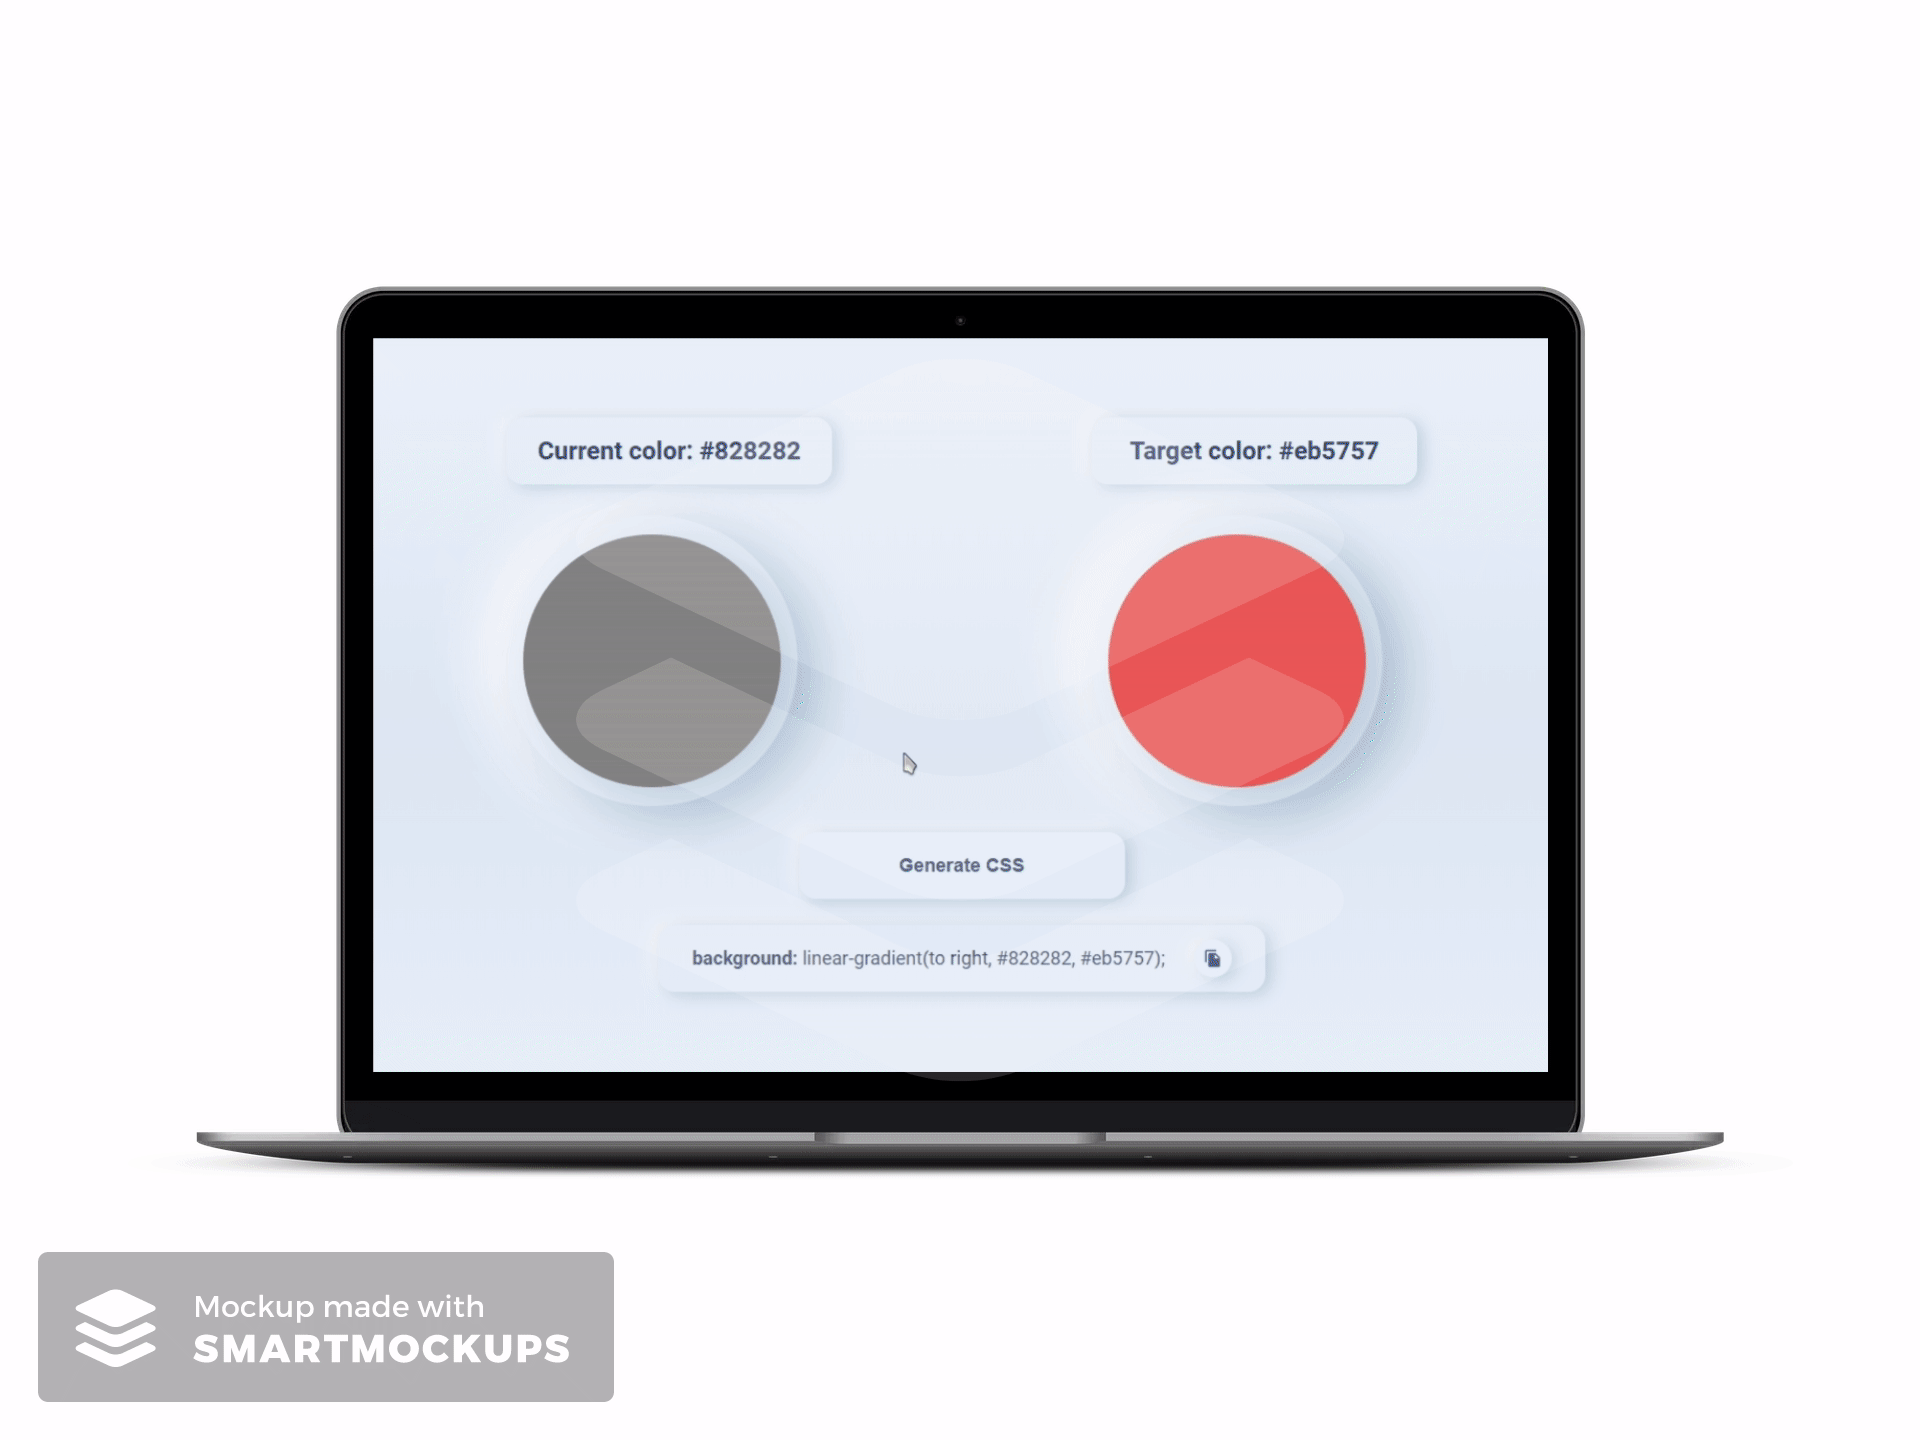 Current color: #828282
Target color: #eb5757
Generate CSS
background: linear-gradient(to right, #828282, #eb5757);
Mockup made with
SMARTMOCKUPS